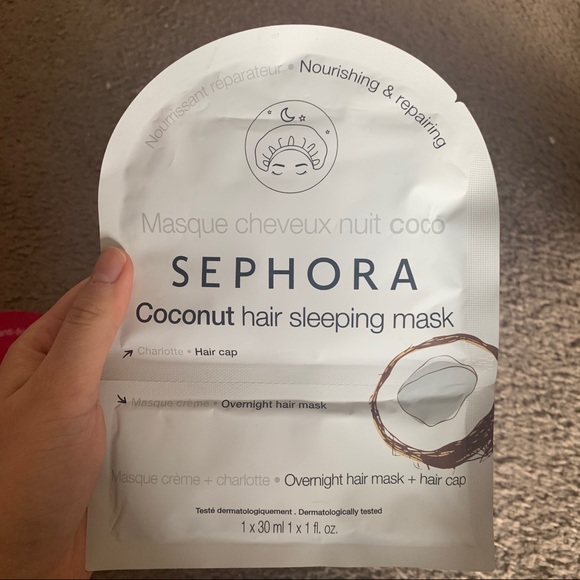 Nourrissant réparateur • Nourishing & repairing
Masque cheveux nuit coco
SEPHORA
Coconut hair sleeping mask
Charlotte • Hair cap
Masque crème • Overnight hair mask
Masque crème + charlotte • Overnight hair mask + hair cap
Testé dermatologiquement . Dermatologically tested
1 x 30 ml 1 x 1 fl. oz.